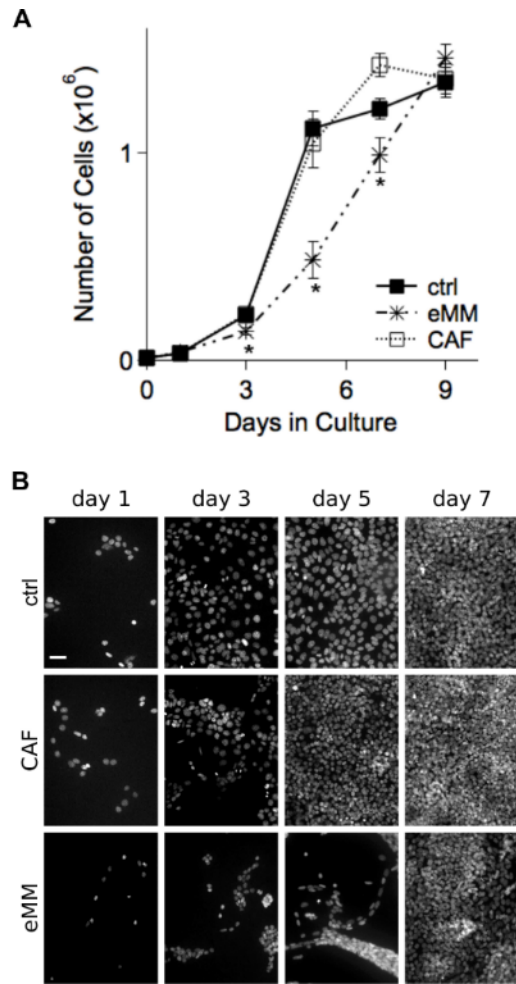 A
Number of Cells (x10⁶)
1
0
0 3 6 9
Days in Culture
ctrl
eMM
CAF
*
*
*
B
day 1 day 3 day 5 day 7
ctrl
CAF
eMM